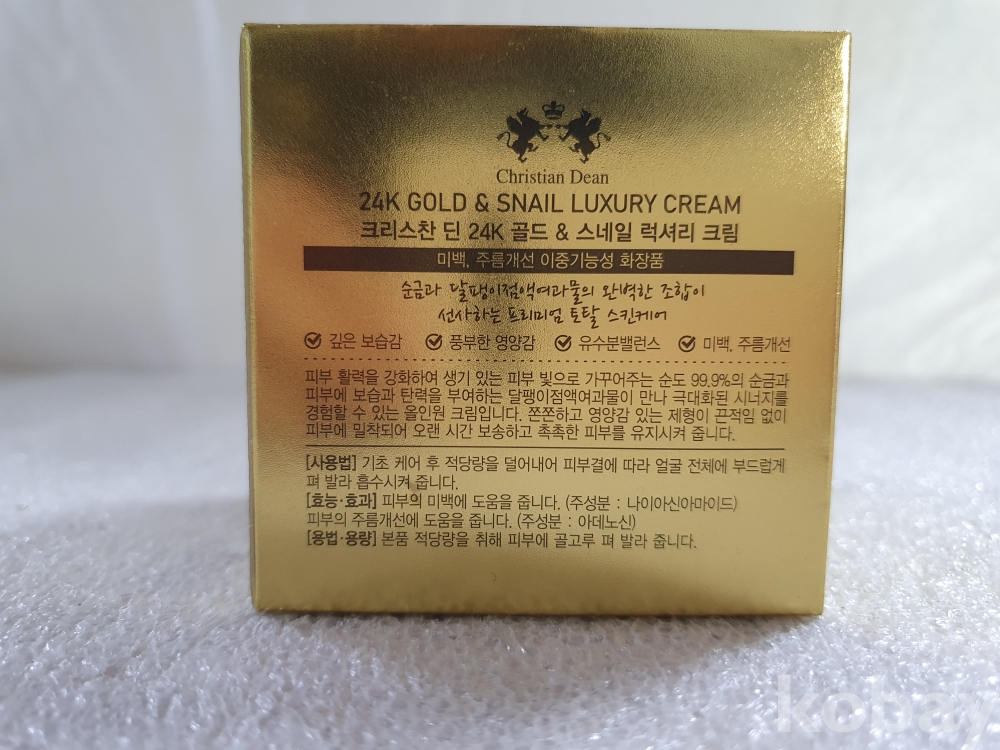 Christian Dean
24K GOLD & SNAIL LUXURY CREAM
크리스찬 딘 24K 골드 & 스네일 럭셔리 크림
미백, 주름개선 이중기능성 화장품
순금과 달팽이점액여과물의 완벽한 조합이
선사하는 프리미엄 토탈 스킨케어
깊은 보습감 풍부한 영양감 유수분밸런스 미백, 주름개선
피부 활력을 강화하여 생기 있는 피부 빛으로 가꾸어주는 순도 99.9%의 순금과
피부에 보습과 탄력을 부여하는 달팽이점액여과물이 만나 극대화된 시너지를
경험할 수 있는 올인원 크림입니다. 쫀쫀하고 영양감 있는 제형이 끈적임 없이
피부에 밀착되어 오랜 시간 보송하고 촉촉한 피부를 유지시켜 줍니다.
[사용법] 기초 케어 후 적당량을 덜어내어 피부결에 따라 얼굴 전체에 부드럽게
펴 발라 흡수시켜 줍니다.
[효능·효과] 피부의 미백에 도움을 줍니다. (주성분 : 나이아신아마이드)
피부의 주름개선에 도움을 줍니다. (주성분 : 아데노신)
[용법·용량] 본품 적당량을 취해 피부에 골고루 펴 발라 줍니다.
kobay